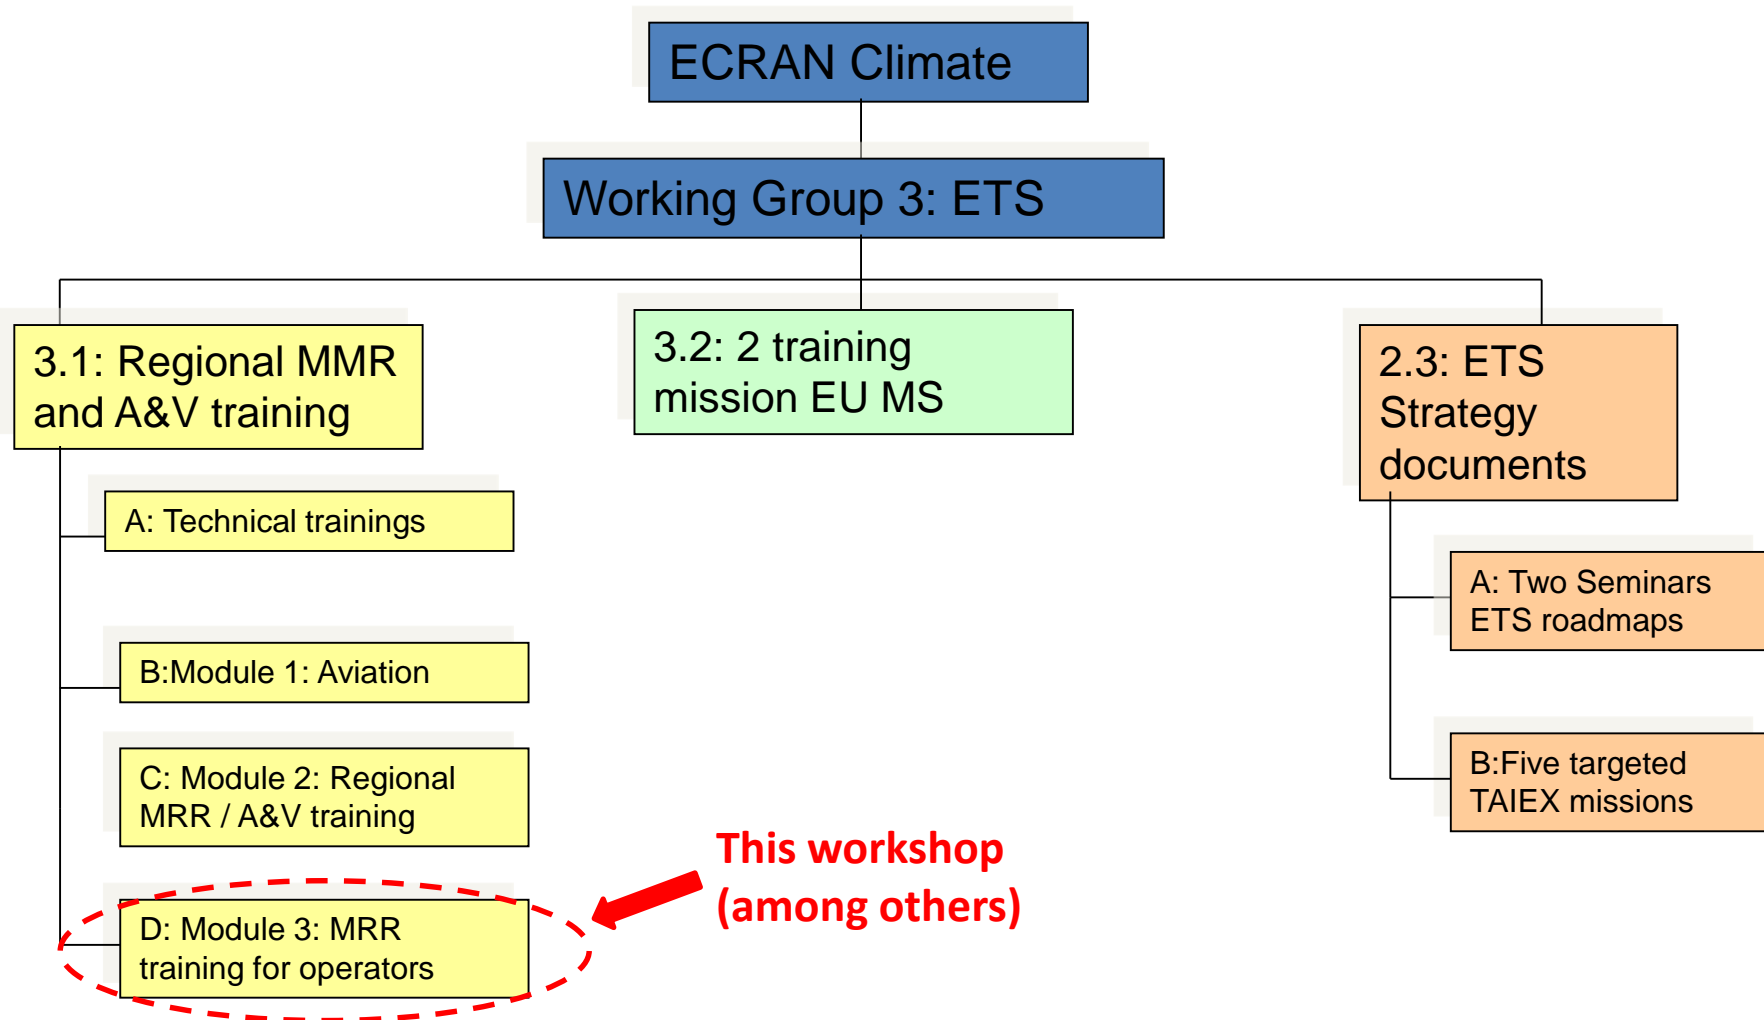 ECRAN Climate
Working Group 3: ETS
3.1: Regional MMR
and A&V training
A: Technical trainings
B:Module 1: Aviation
C: Module 2: Regional
MRR / A&V training
D: Module 3: MRR
training for operators
This workshop
(among others)
3.2: 2 training
mission EU MS
2.3: ETS
Strategy
documents
A: Two Seminars
ETS roadmaps
B:Five targeted
TAIEX missions